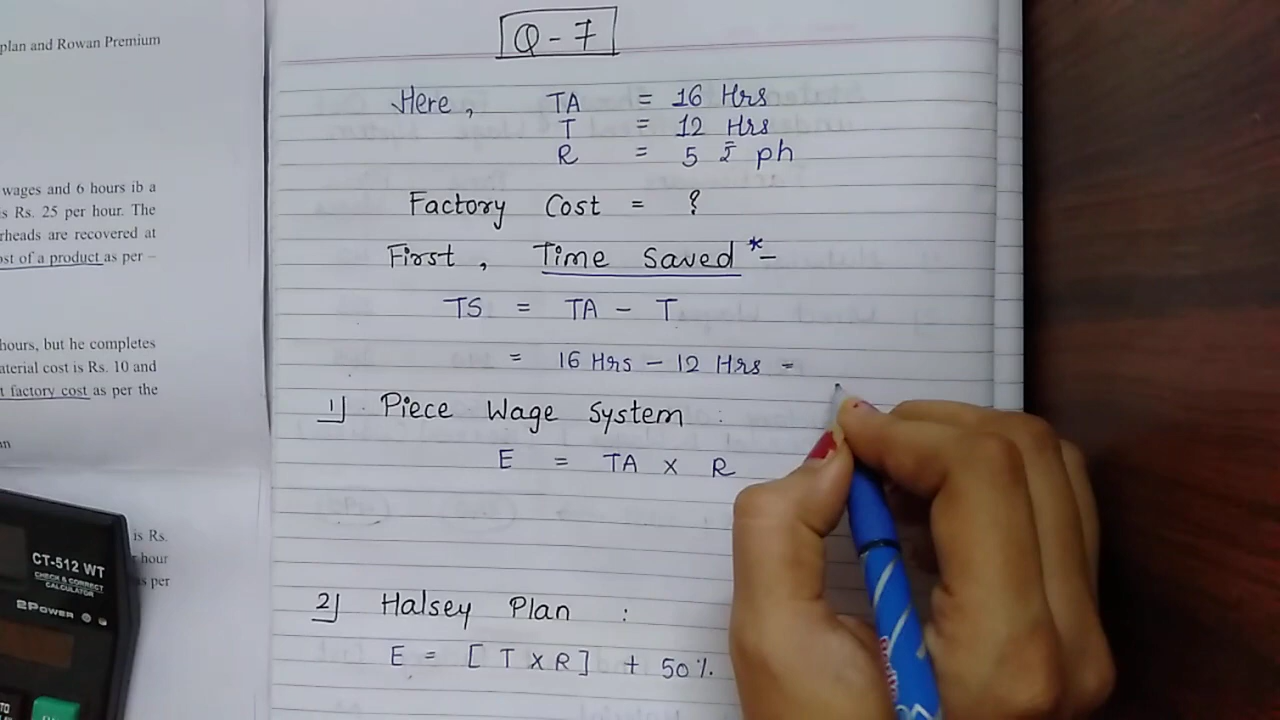 plan and Rowan Premium
wages and 6 hours ib a
is Rs. 25 per hour. The
rheads are recovered at
ost of a product as per –
hours, but he completes
aterial cost is Rs. 10 and
t factory cost as per the
an
is Rs.
hour
as per
CT-512 WT
CHECK & CORRECT
CALCULATOR
2POWER
Q - 7
Here, TA = 16 Hrs
T = 12 Hrs
R = 5 ₹ ph
Factory Cost = ?
First, Time Saved *-
TS = TA - T
= 16 Hrs - 12 Hrs =
1) Piece Wage System :
E = TA x R
2) Halsey Plan :
E = [ T x R ] + 50%.